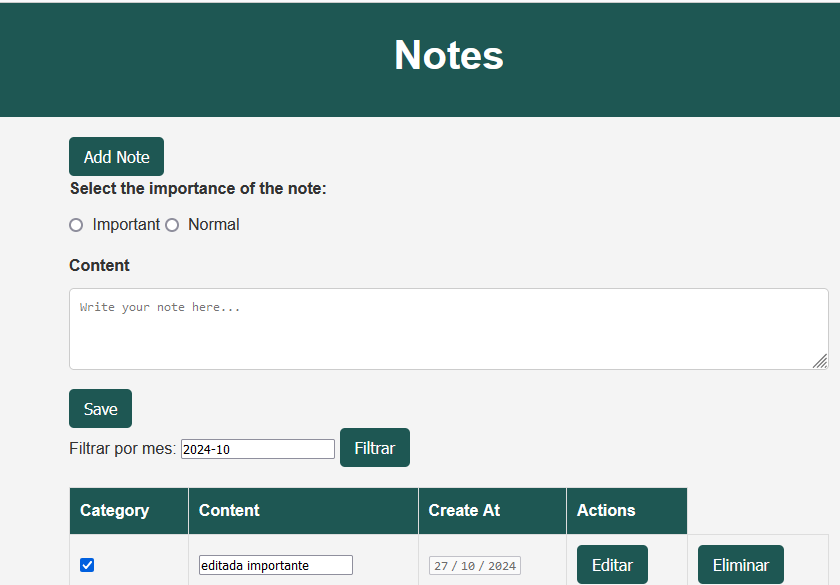 Notes
Add Note
Select the importance of the note:
Important Normal
Content
Write your note here...
Save
Filtrar por mes: 2024-10 Filtrar
Category Content Create At Actions
editada importante 27/10/2024 Editar Eliminar